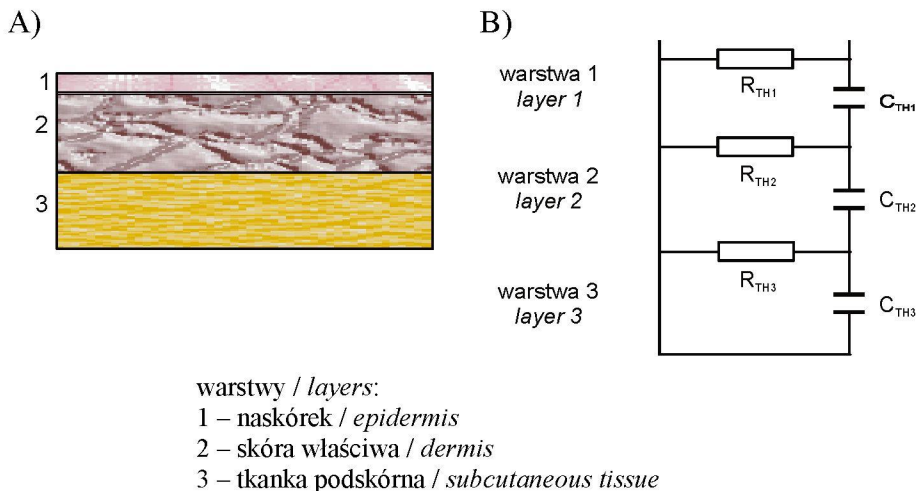 A)
1
2
3
B)
warstwa 1
layer 1
R_TH1
C_TH1
warstwa 2
layer 2
R_TH2
C_TH2
warstwa 3
layer 3
R_TH3
C_TH3
warstwy / layers:
1 – naskórek / epidermis
2 – skóra właściwa / dermis
3 – tkanka podskórna / subcutaneous tissue